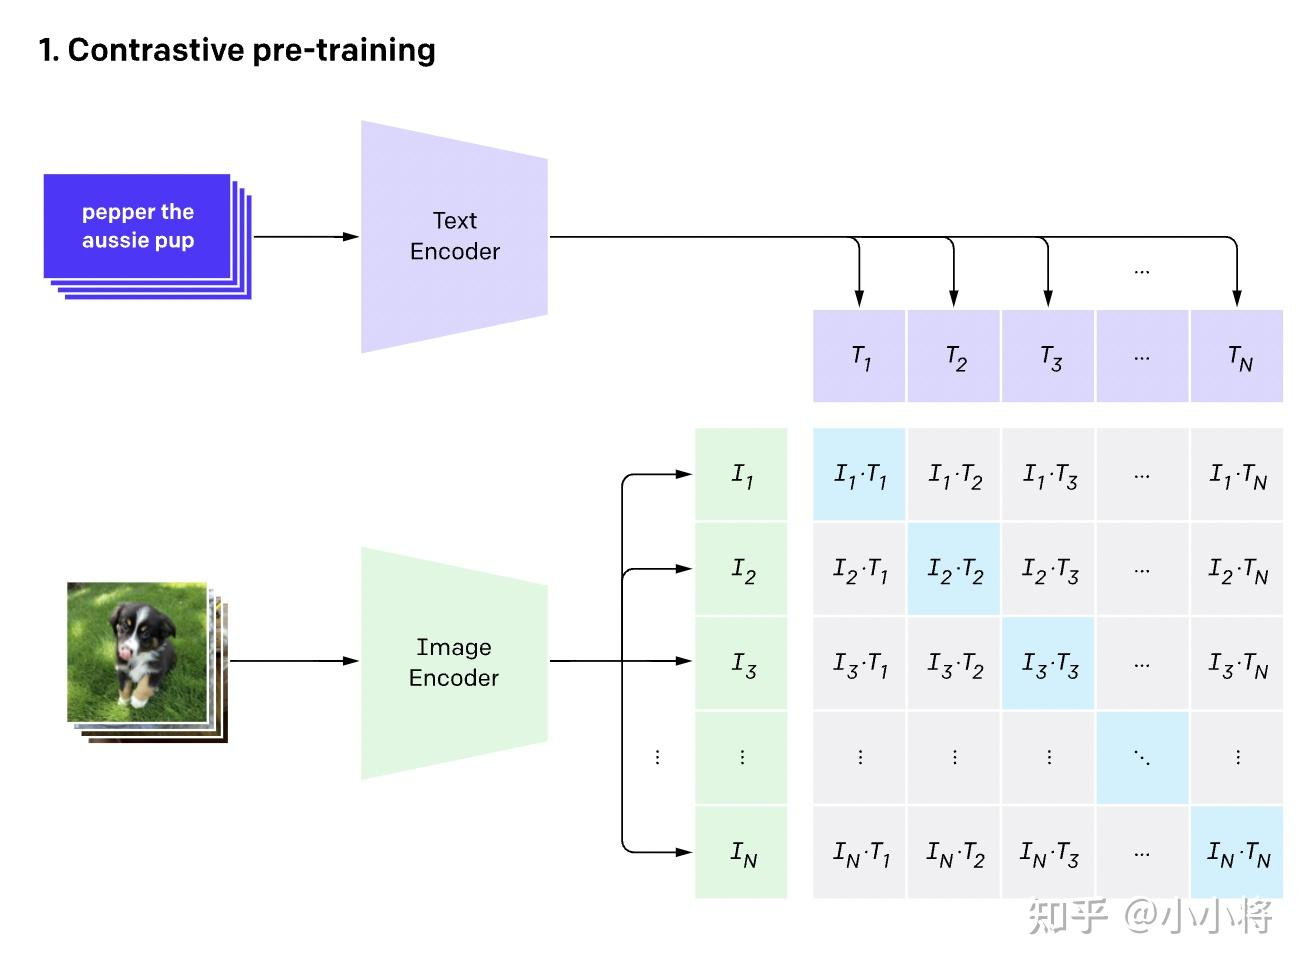 1. Contrastive pre-training
pepper the
aussie pup
Text
Encoder
...
T1 T2 T3 ... TN
I1 I1·T1 I1·T2 I1·T3 ... I1·TN
I2 I2·T1 I2·T2 I2·T3 ... I2·TN
Image
Encoder
I3 I3·T1 I3·T2 I3·T3 ... I3·TN
⋮ ⋮ ⋮ ⋮ ⋮ ⋱ ⋮
IN IN·T1 IN·T2 IN·T3 ... IN·TN
知乎 @小小将